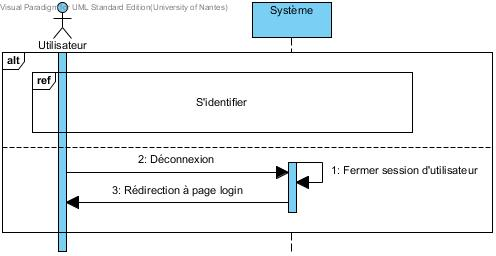 Visual Paradigm for UML Standard Edition(University of Nantes)
Système
Utilisateur
alt
ref
S'identifier
2: Déconnexion
1: Fermer session d'utilisateur
3: Rédirection à page login